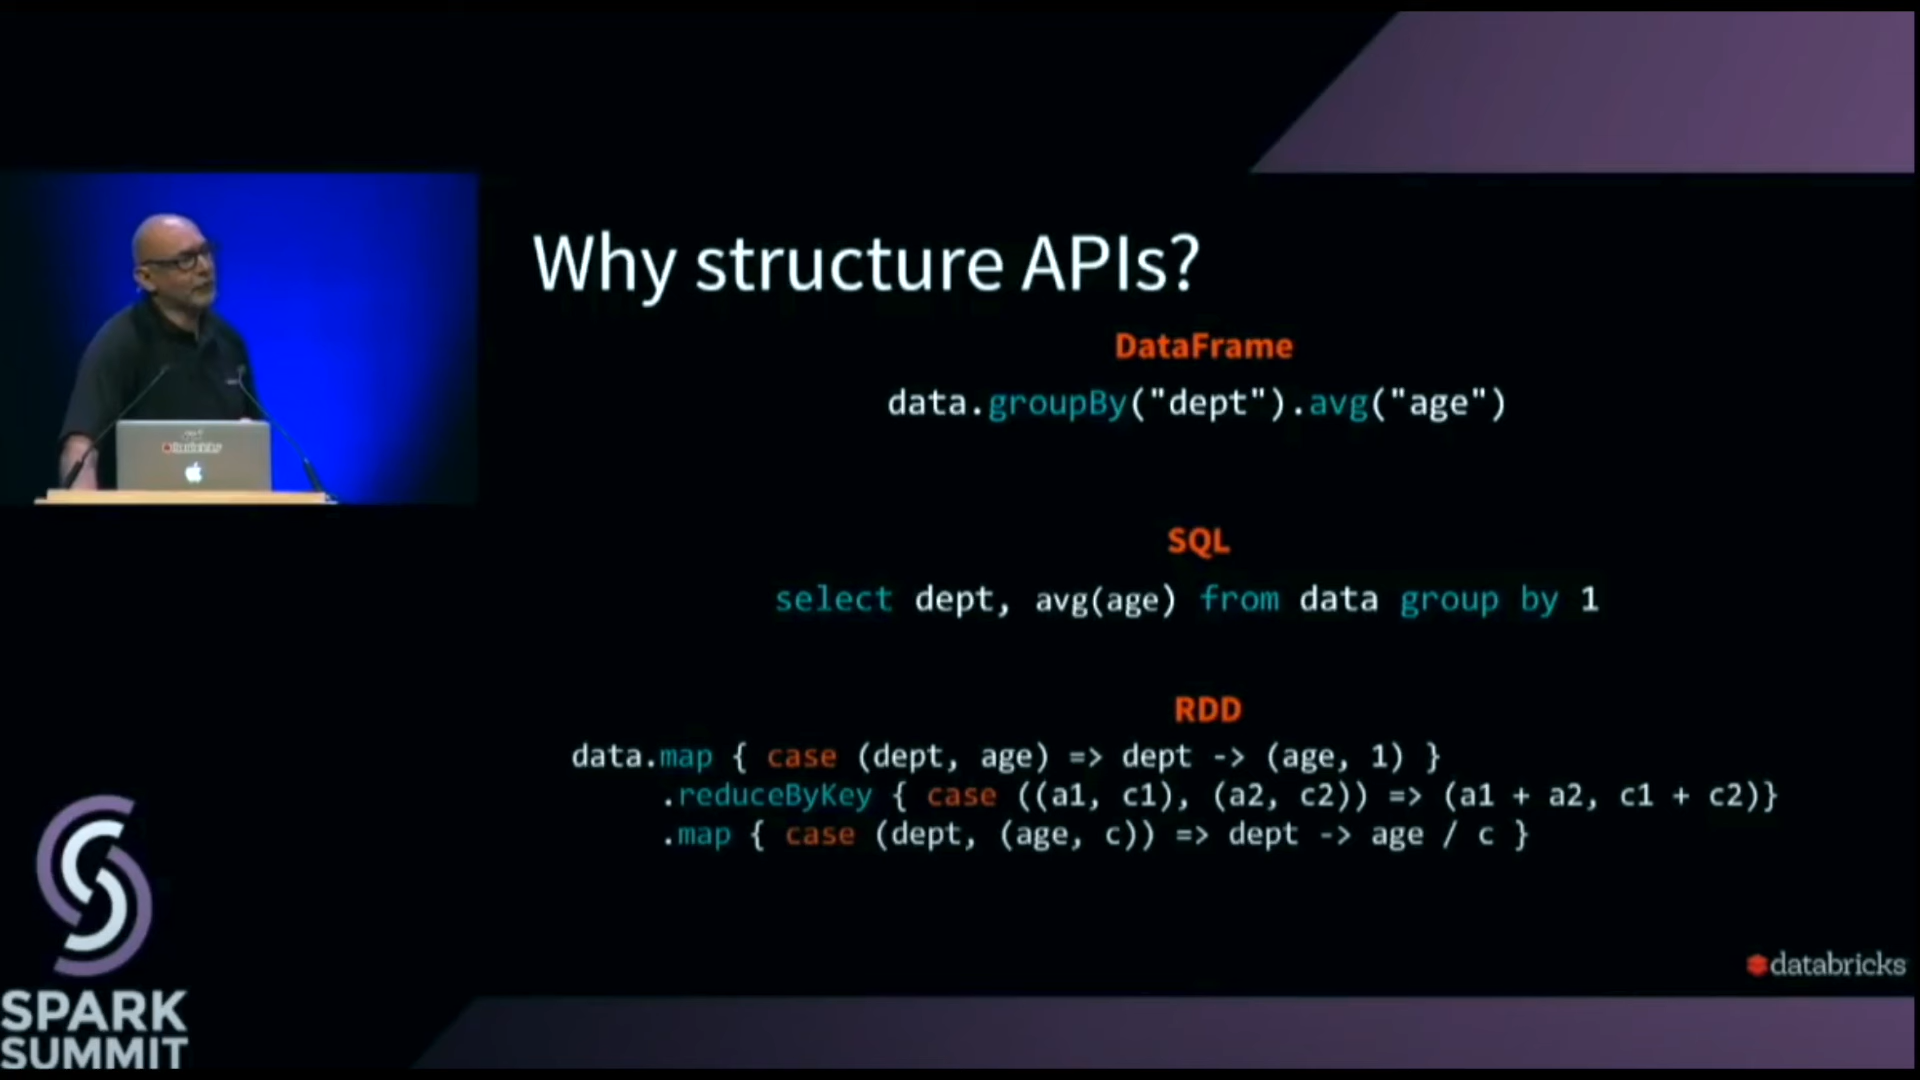 Why structure APIs?
DataFrame
data.groupBy("dept").avg("age")
SQL
select dept, avg(age) from data group by 1
RDD
data.map { case (dept, age) => dept -> (age, 1) }
.reduceByKey { case ((a1, c1), (a2, c2)) => (a1 + a2, c1 + c2)}
.map { case (dept, (age, c)) => dept -> age / c }
databricks
SPARK
SUMMIT